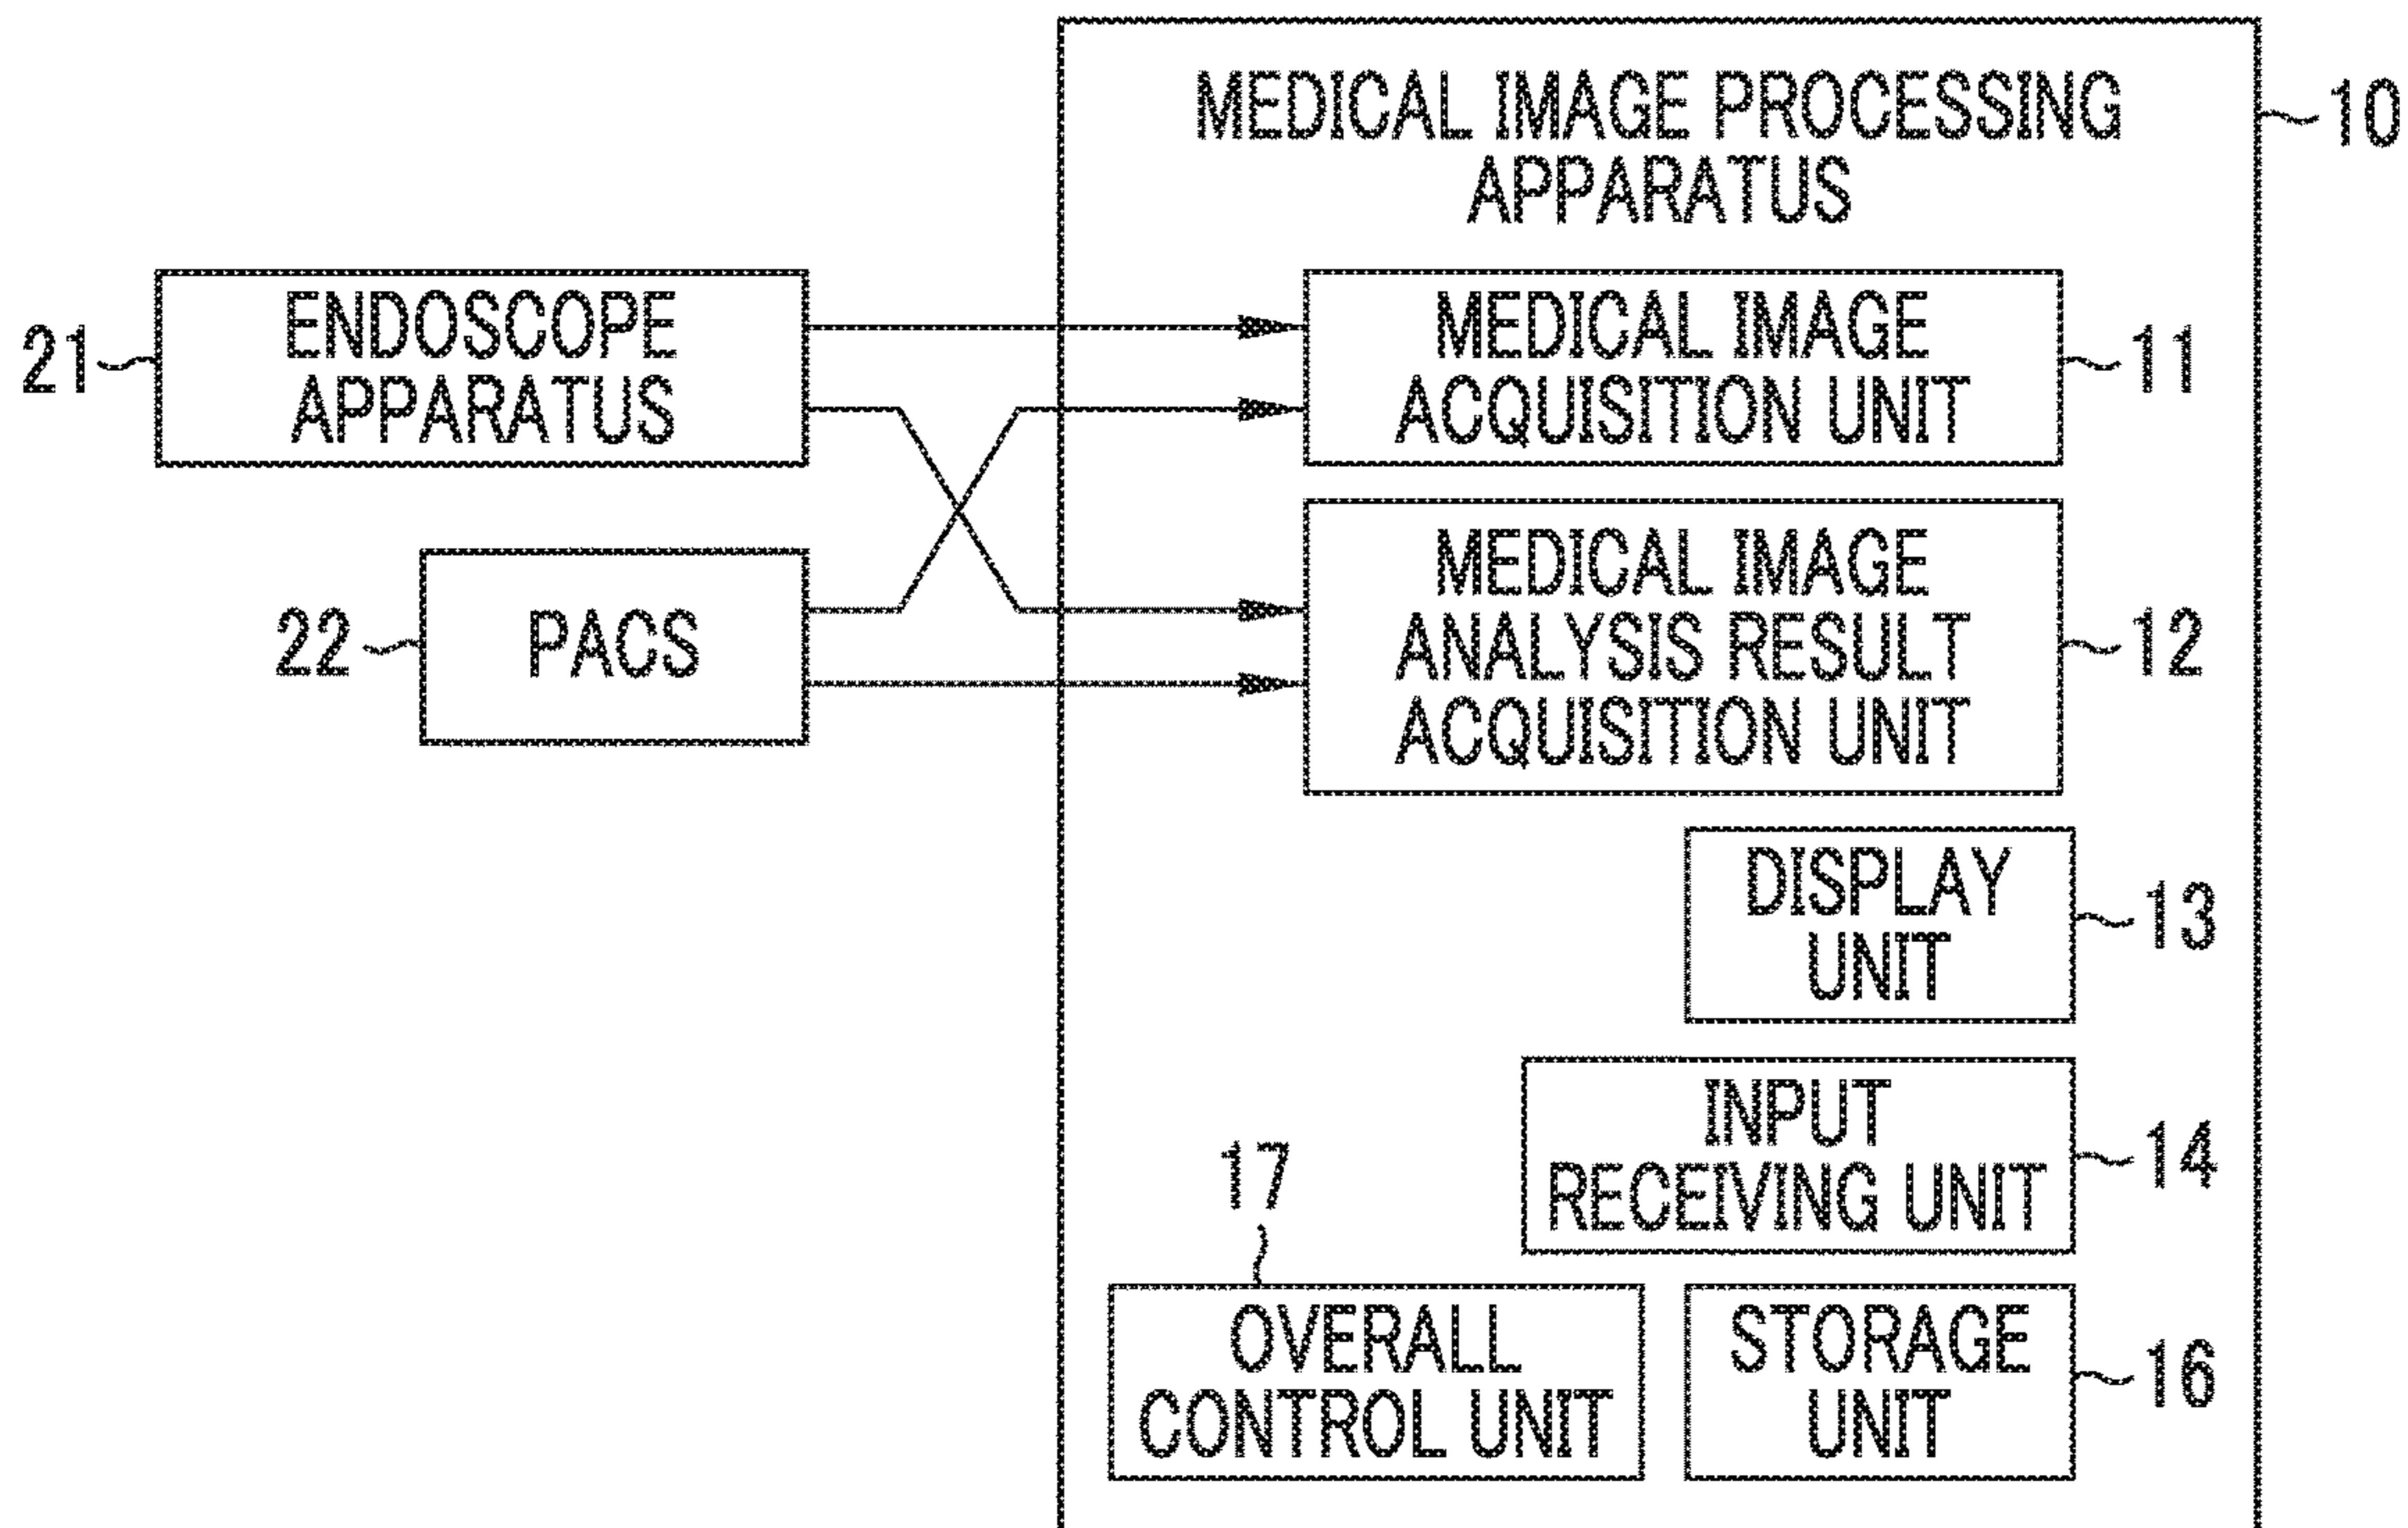 MEDICAL IMAGE PROCESSING
APPARATUS
10
21
ENDOSCOPE
APPARATUS
MEDICAL IMAGE
ACQUISITION UNIT
11
22
PACS
MEDICAL IMAGE
ANALYSIS RESULT
ACQUISITION UNIT
12
DISPLAY
UNIT
13
INPUT
RECEIVING UNIT
14
17
OVERALL
CONTROL UNIT
STORAGE
UNIT
16